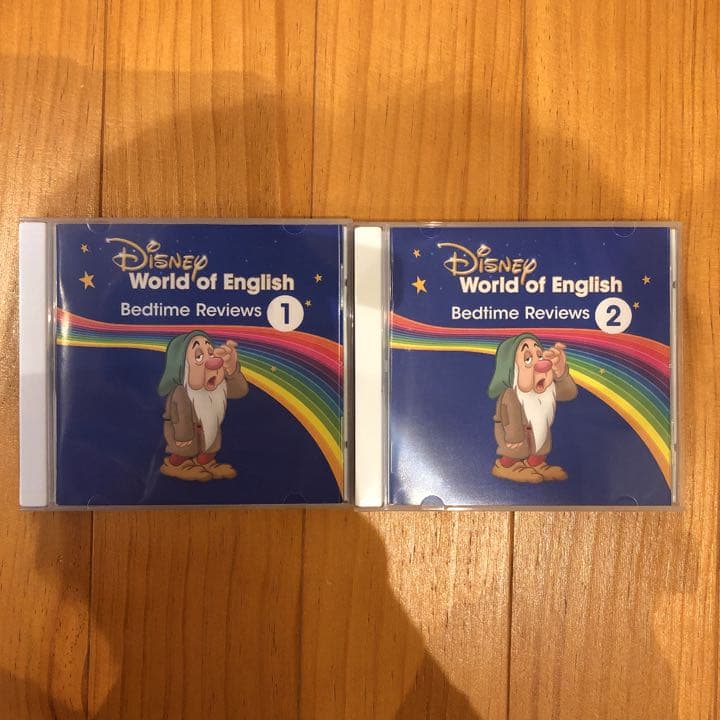 Disney
World of English
Bedtime Reviews 1
Disney
World of English
Bedtime Reviews 2